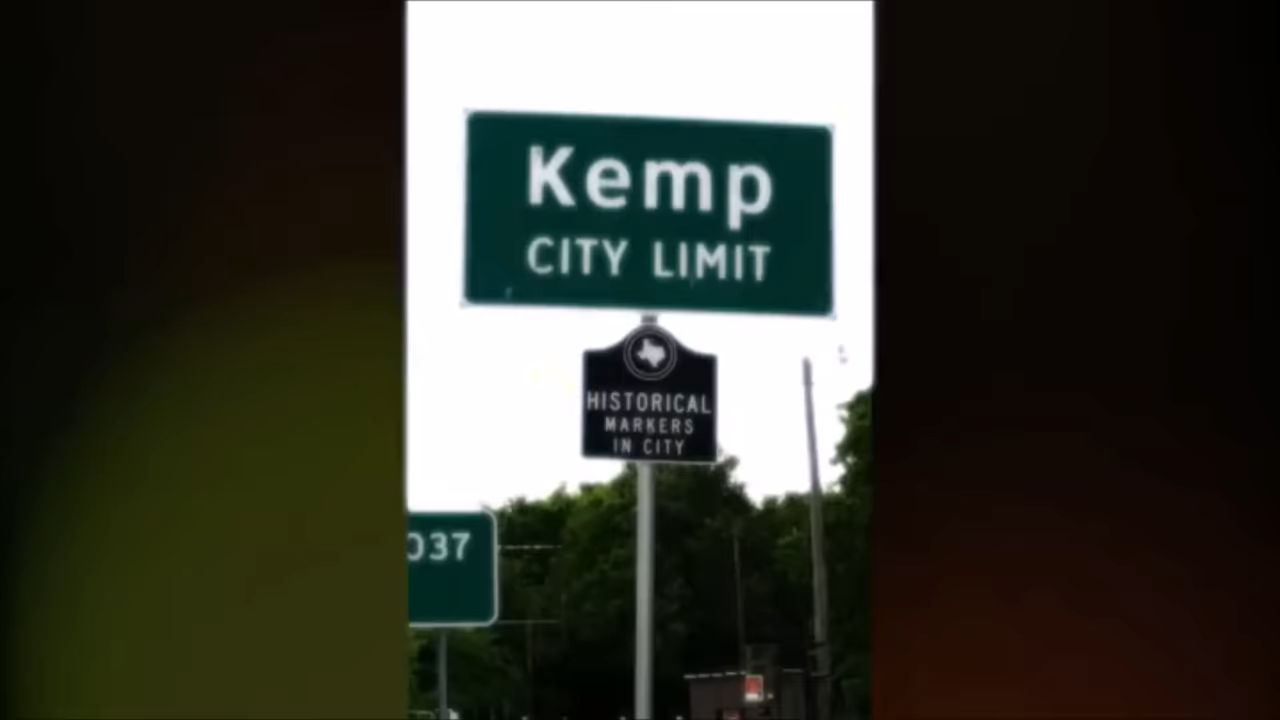 Kemp
CITY LIMIT
HISTORICAL
MARKERS
IN CITY
037